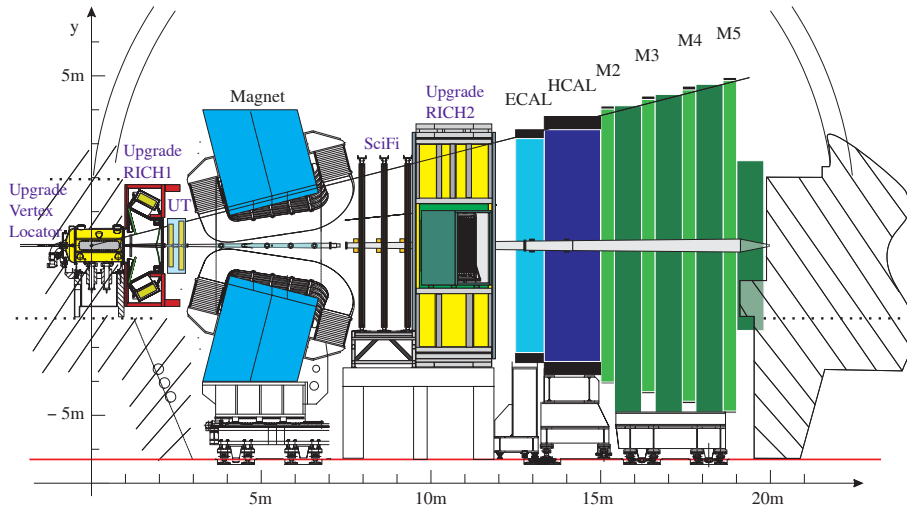 y
5m
Magnet
Upgrade
RICH1
Upgrade
Vertex
Locator
UT
SciFi
Upgrade
RICH2
ECAL
HCAL
M2
M3
M4
M5
– 5m
5m
10m
15m
20m